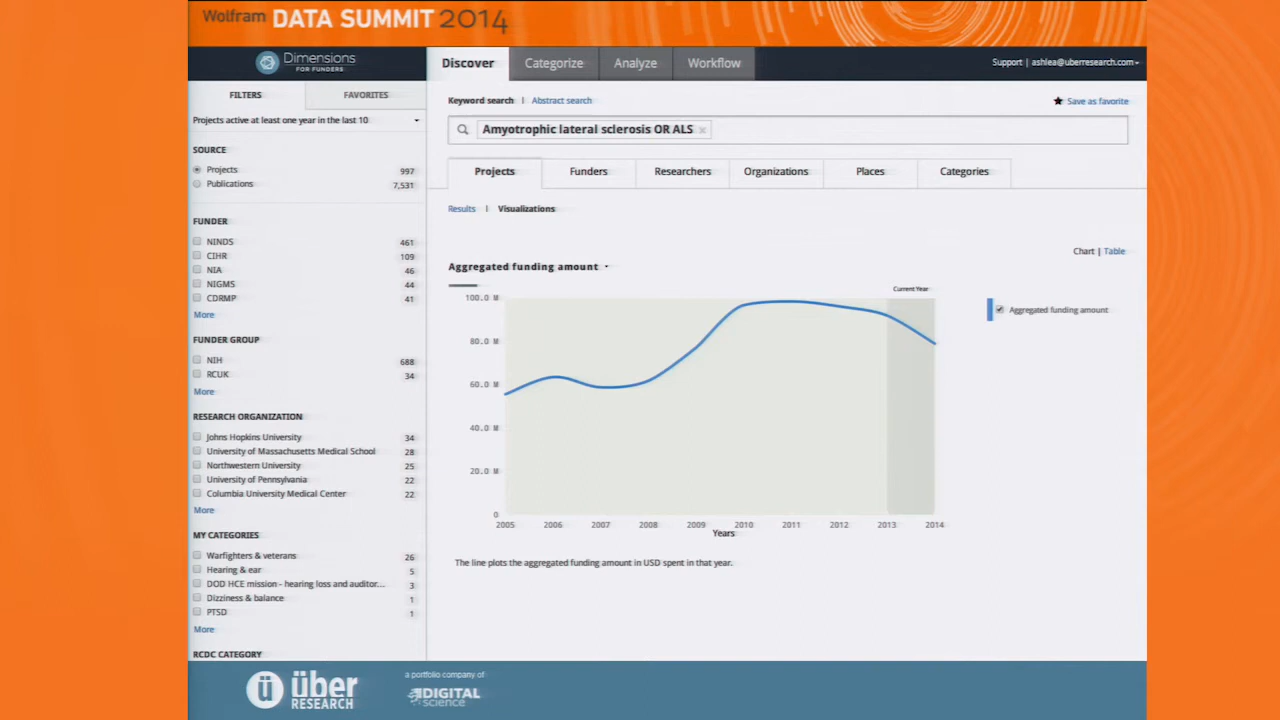 Wolfram DATA SUMMIT 2014
Dimensions
FOR FUNDERS
Discover
Categorize
Analyze
Workflow
Support | ashlea@uberresearch.com
FILTERS
FAVORITES
Projects active at least one year in the last 10
SOURCE
Projects 997
Publications 7,531
FUNDER
NINDS 461
CIHR 109
NIA 46
NIGMS 44
CDRMP 41
More
FUNDER GROUP
NIH 688
RCUK 34
More
RESEARCH ORGANIZATION
Johns Hopkins University 34
University of Massachusetts Medical School 28
Northwestern University 25
University of Pennsylvania 22
Columbia University Medical Center 22
More
MY CATEGORIES
Warfighters & veterans 26
Hearing & ear 5
DOD HCE mission - hearing loss and auditor... 3
Dizziness & balance 1
PTSD 1
More
RCDC CATEGORY
Keyword search | Abstract search
Save as favorite
Amyotrophic lateral sclerosis OR ALS x
Projects
Funders
Researchers
Organizations
Places
Categories
Results | Visualizations
Chart | Table
Aggregated funding amount
Current Year
100.0 M
80.0 M
60.0 M
40.0 M
20.0 M
0
2005 2006 2007 2008 2009 2010 2011 2012 2013 2014
Years
Aggregated funding amount
The line plots the aggregated funding amount in USD spent in that year.
ü über
RESEARCH
a portfolio company of
DIGITAL
science